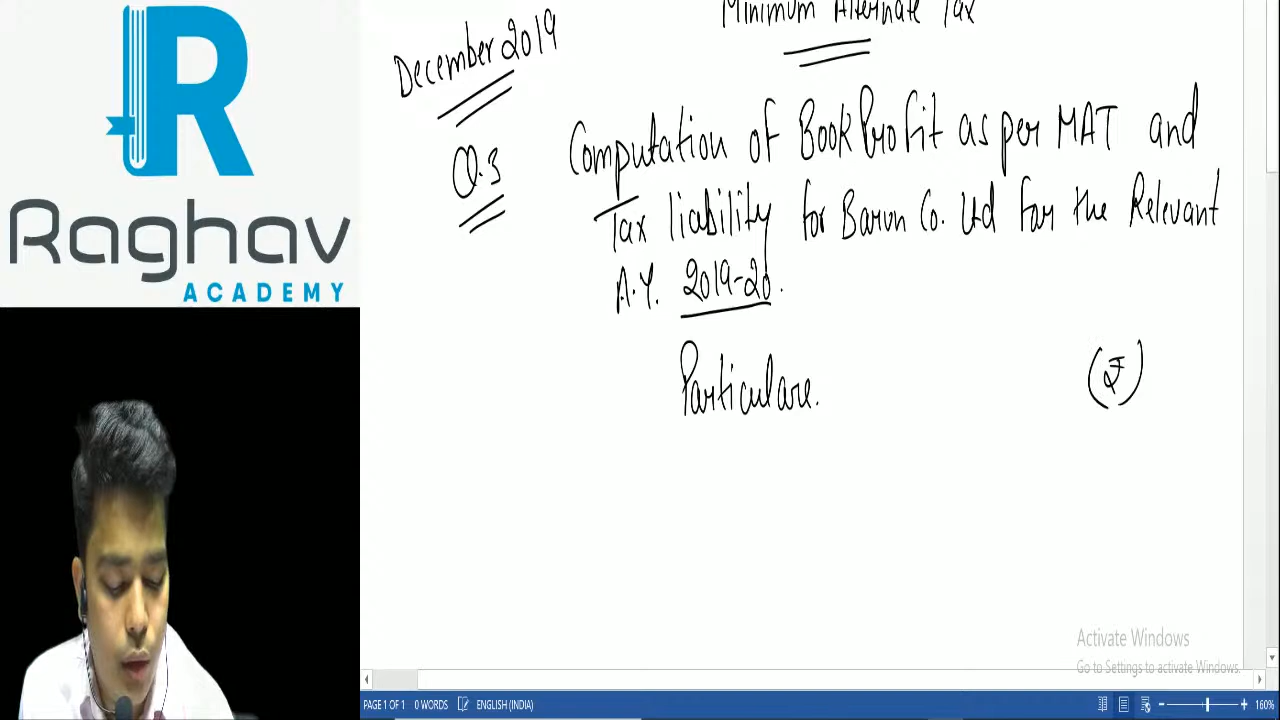 R
Raghav
ACADEMY
Minimum Alternate Tax
December 2019
Q.3
Computation of Book Profit as per MAT and
Tax liability for Baron Co. Ltd for the Relevant
A.Y. 2019-20.
Particulare.
(₹)
Activate Windows
Go to Settings to activate Windows.
PAGE 1 OF 1 0 WORDS ENGLISH (INDIA) 160%